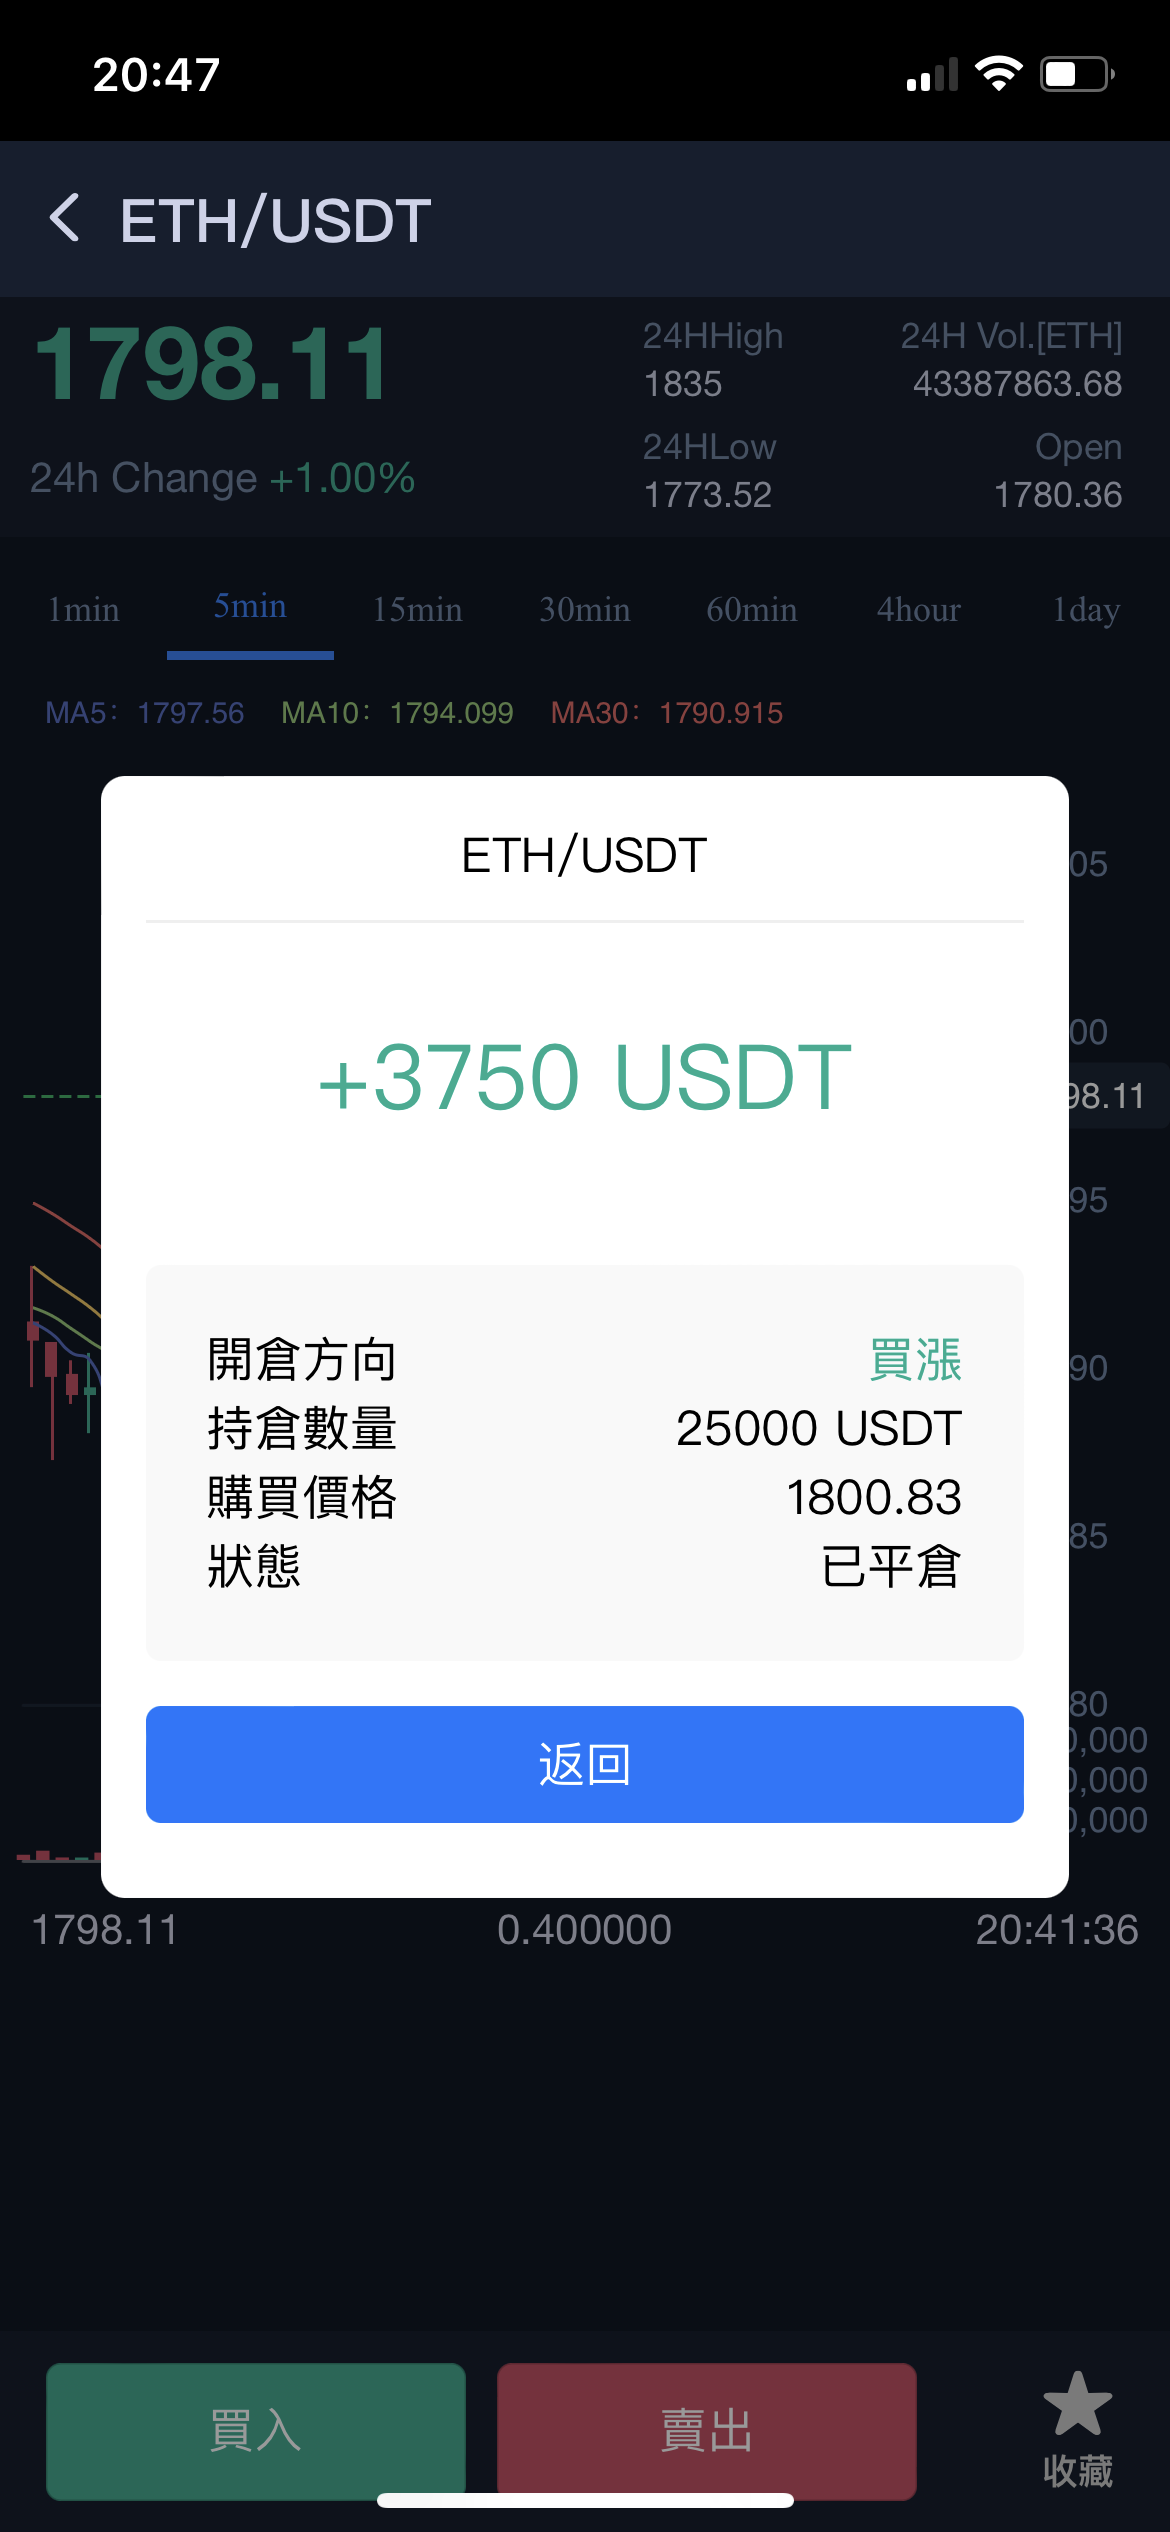 20:47
ETH/USDT
1798.11
24HHigh
24H Vol.[ETH]
1835
43387863.68
24HLow
Open
24h Change +1.00%
1773.52
1780.36
1min 5min 15min 30min 60min 4hour 1day
MA5: 1797.56 MA10: 1794.099 MA30: 1790.915
ETH/USDT
05
+3750 USDT
00
98.11
95
開倉方向 買漲
90
持倉數量 25000 USDT
購買價格 1800.83
85
狀態 已平倉
80
0,000
返回
0,000
0,000
1798.11 0.400000 20:41:36
買入 賣出
收藏